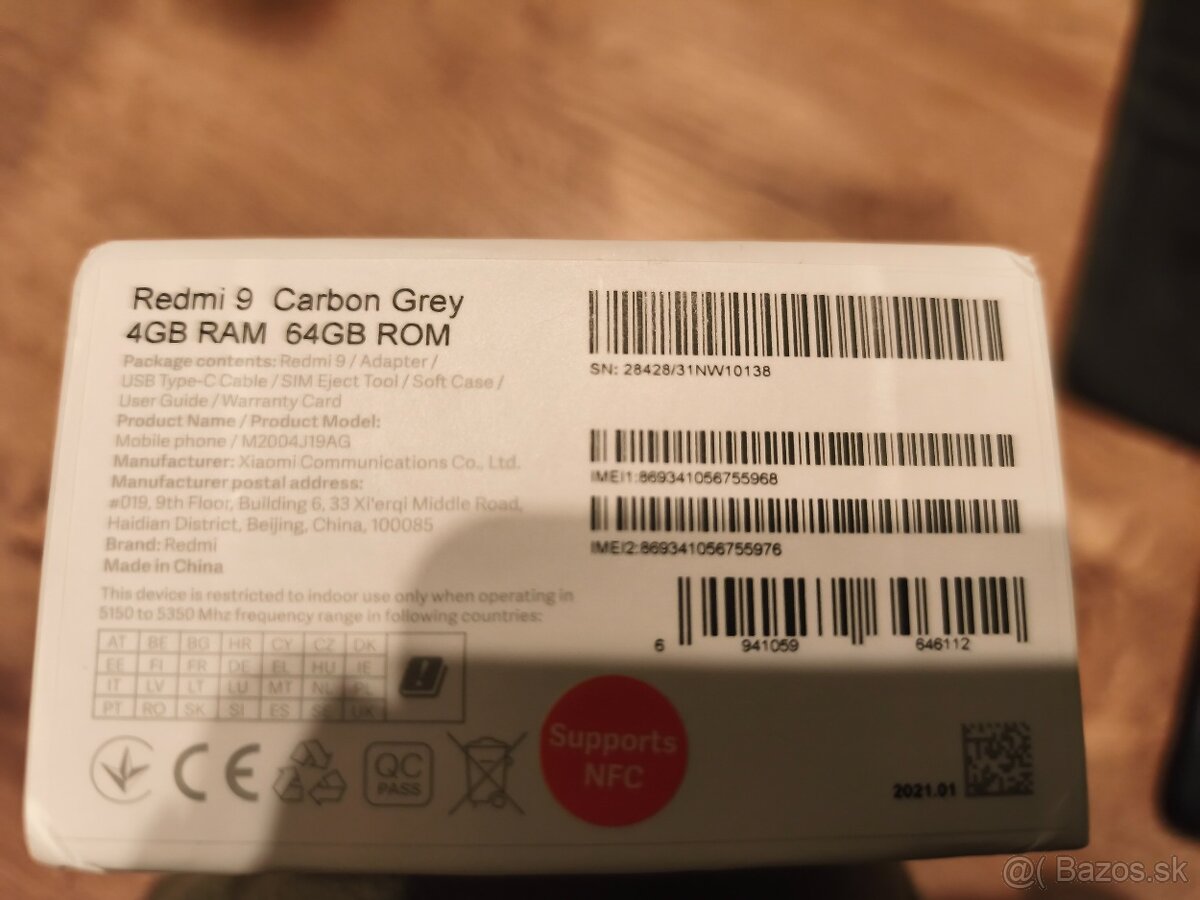 Redmi 9 Carbon Grey
4GB RAM 64GB ROM
Package contents: Redmi 9 / Adapter /
USB Type-C Cable / SIM Eject Tool / Soft Case /
User Guide / Warranty Card
Product Name / Product Model:
Mobile phone / M2004J19AG
Manufacturer: Xiaomi Communications Co., Ltd.
Manufacturer postal address:
#019, 9th Floor, Building 6, 33 Xi'erqi Middle Road,
Haidian District, Beijing, China, 100085
Brand: Redmi
Made in China
This device is restricted to indoor use only when operating in
5150 to 5350 Mhz frequency range in following countries:
AT BE BG HR CY CZ DK
EE FI FR DE EL HU IE
IT LV LT LU MT NL PL
PT RO SK SI ES SE UK
CE
QC
PASS
Supports
NFC
SN: 28428/31NW10138
IMEI1:869341056755968
IMEI2:869341056755976
6 941059 646112
2021.01
@( Bazos.sk